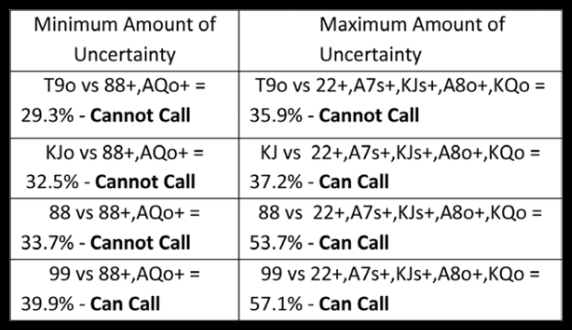 Minimum Amount of
Uncertainty
Maximum Amount of
Uncertainty
T9o vs 88+,AQo+ =
29.3% - Cannot Call
T9o vs 22+,A7s+,KJs+,A8o+,KQo =
35.9% - Cannot Call
KJo vs 88+,AQo+ =
32.5% - Cannot Call
KJ vs  22+,A7s+,KJs+,A8o+,KQo =
37.2% - Can Call
88 vs 88+,AQo+ =
33.7% - Cannot Call
88 vs  22+,A7s+,KJs+,A8o+,KQo =
53.7% - Can Call
99 vs 88+,AQo+ =
39.9% - Can Call
99 vs 22+,A7s+,KJs+,A8o+,KQo =
57.1% - Can Call